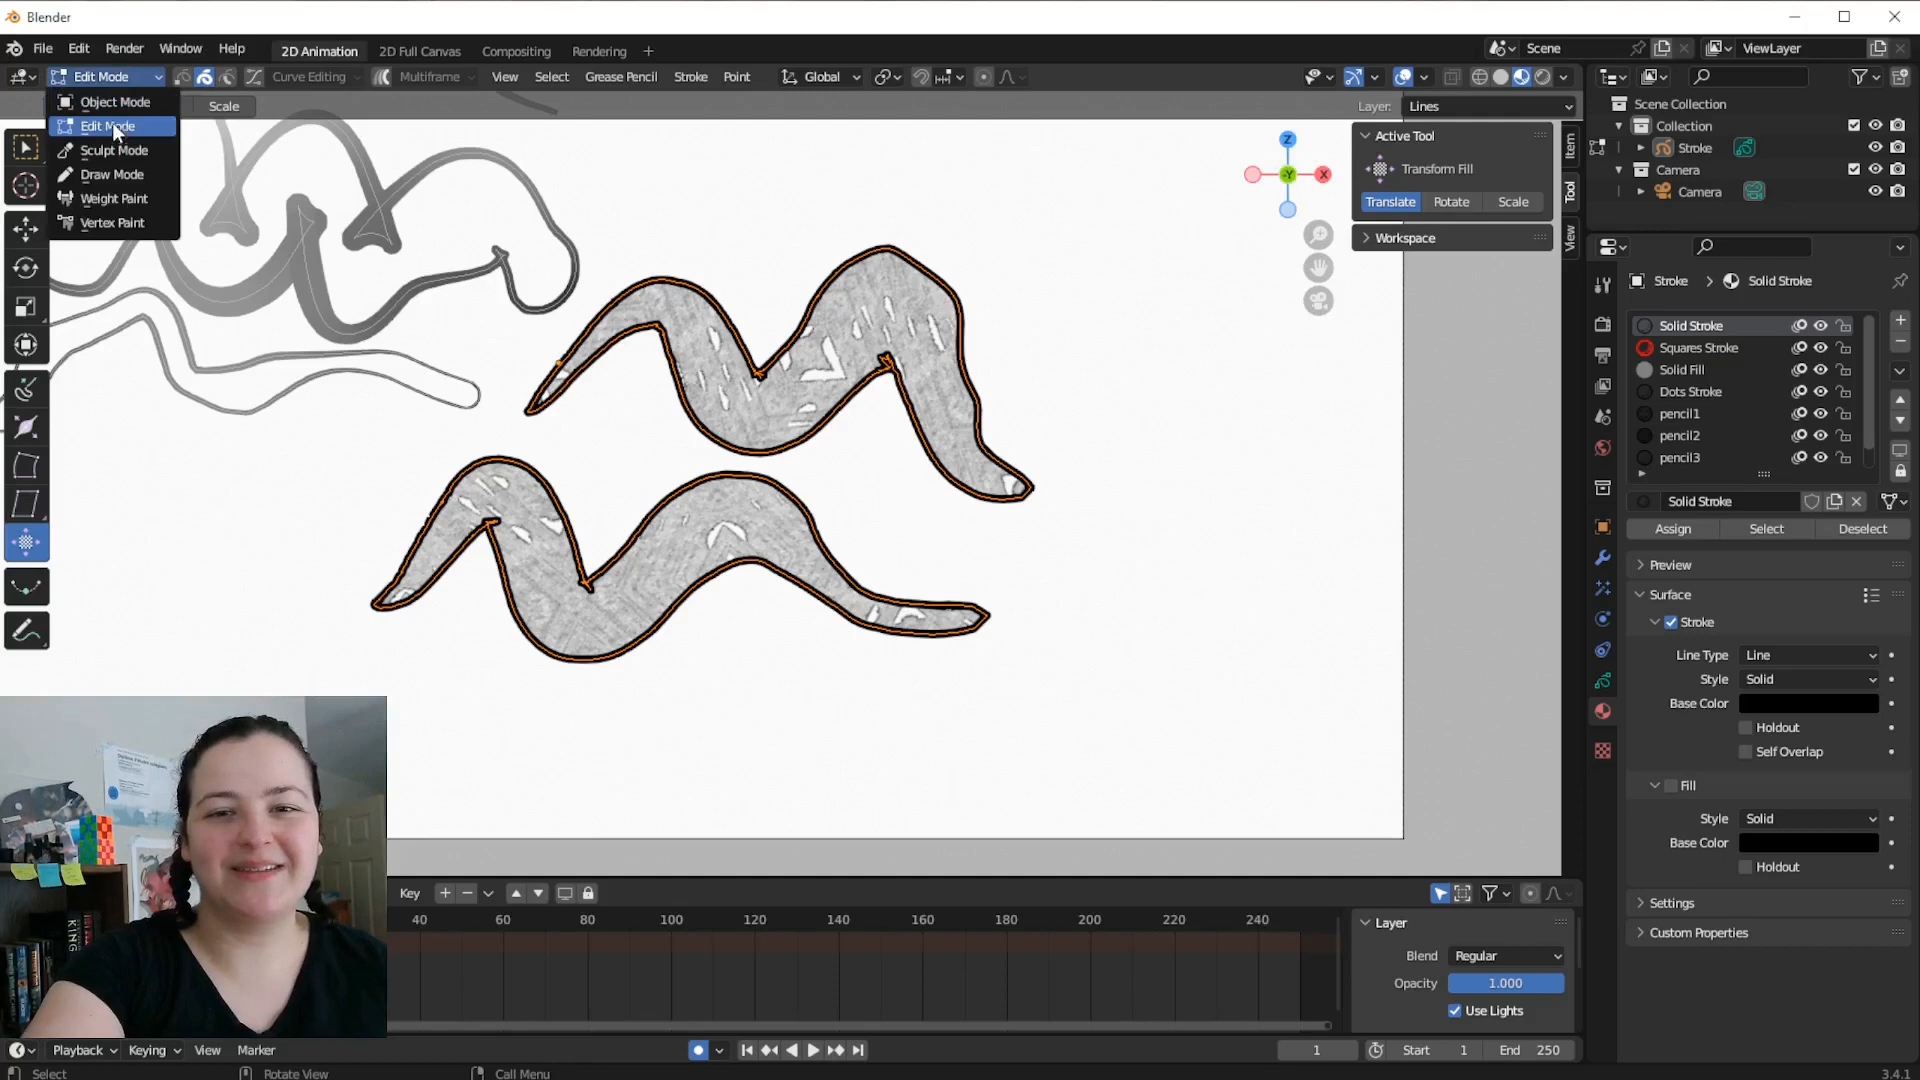 Blender
File Edit Render Window Help 2D Animation 2D Full Canvas Compositing Rendering + Scene ViewLayer
Edit Mode Curve Editing Multiframe View Select Grease Pencil Stroke Point Global
Object Mode
Edit Mode
Sculpt Mode
Draw Mode
Weight Paint
Vertex Paint
Scale
Layer: Lines
Z
-Y
X
Active Tool
Transform Fill
Translate Rotate Scale
Workspace
Item
Tool
View
Scene Collection
Collection
Stroke
Camera
Camera
Stroke > Solid Stroke
Solid Stroke
Squares Stroke
Solid Fill
Dots Stroke
pencil1
pencil2
pencil3
Solid Stroke
Assign Select Deselect
Preview
Surface
Stroke
Line Type Line
Style Solid
Base Color
Holdout
Self Overlap
Fill
Style Solid
Base Color
Holdout
Settings
Custom Properties
KING
Key
40 60 80 100 120 140 160 180 200 220 240
Layer
Blend Regular
Opacity 1.000
Use Lights
Playback Keying View Marker 1 Start 1 End 250
Select Rotate View Call Menu 3.4.1